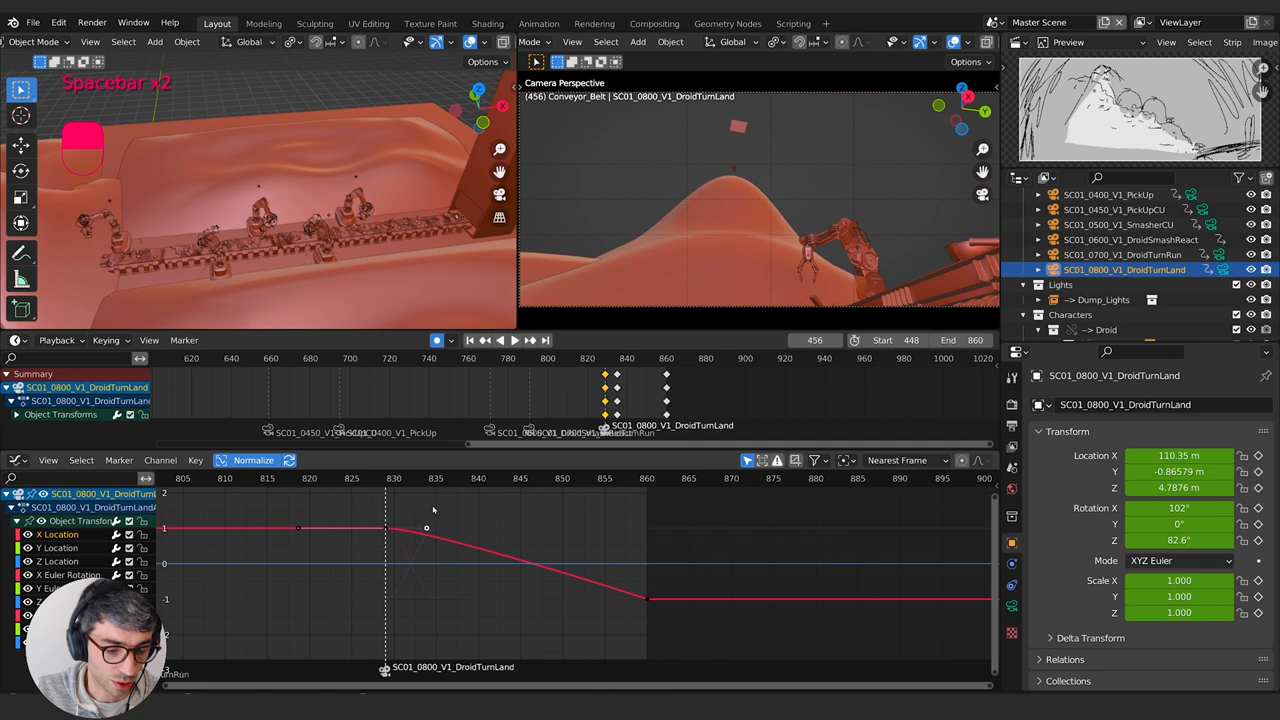 File Edit Render Window Help Layout Modeling Sculpting UV Editing Texture Paint Shading Animation Rendering Compositing Geometry Nodes Scripting + Master Scene ViewLayer
Object Mode View Select Add Object Global
Mode View Select Add Object Global
Preview View Select Strip Image
Options
Options
Spacebar x2
Camera Perspective
(456) Conveyor_Belt | SC01_0800_V1_DroidTurnLand
SC01_0400_V1_PickUp
SC01_0450_V1_PickUpCU
SC01_0500_V1_SmasherCU
SC01_0600_V1_DroidSmashReact
SC01_0700_V1_DroidTurnRun
SC01_0800_V1_DroidTurnLand
Lights
--> Dump_Lights
Characters
--> Droid
Playback Keying View Marker 456 Start 448 End 860
620 640 660 680 700 720 740 760 780 800 820 840 860 880 900 920 940 960 980 1000 1020
Summary
SC01_0800_V1_DroidTurnLand
SC01_0800_V1_DroidTurnLand
Object Transforms
SC01_0800_V1_DroidTurnLand
View Select Marker Channel Key Normalize Nearest Frame
805 810 815 820 825 830 835 840 845 850 855 860 865 870 875 880 885 890 895 900
SC01_0800_V1_DroidTurnL
SC01_0800_V1_DroidTurnLandA
Object Transform
X Location
Y Location
Z Location
X Euler Rotation
Y Eule
2
1
0
-1
SC01_0800_V1_DroidTurnLand
SC01_0800_V1_DroidTurnLand
SC01_0800_V1_DroidTurnLand
Transform
Location X 110.35 m
Y -0.86579 m
Z 4.7876 m
Rotation X 102°
Y 0°
Z 82.6°
Mode XYZ Euler
Scale X 1.000
Y 1.000
Z 1.000
Delta Transform
Relations
Collections